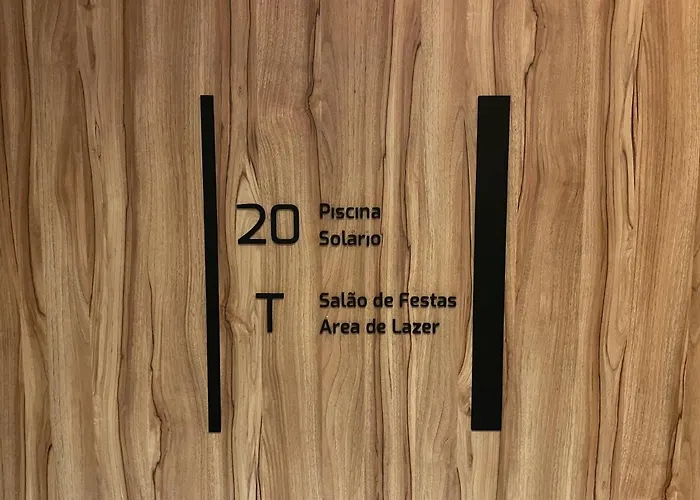 20 Piscina
Solário
T Salão de Festas
Área de Lazer